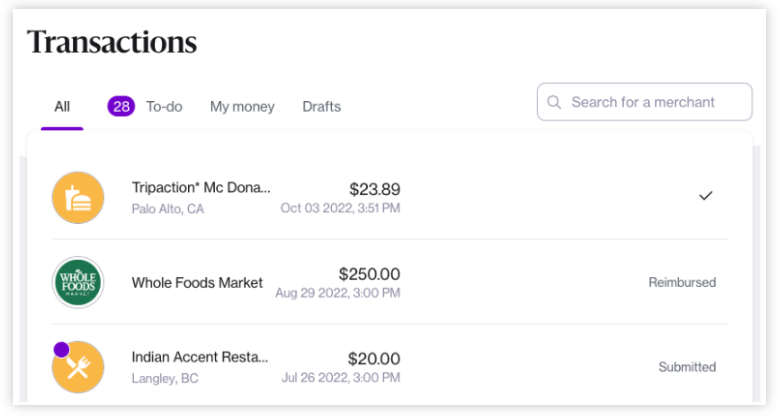 Transactions
All 28 To-do My money Drafts Search for a merchant
Tripaction* Mc Dona... $23.89
Palo Alto, CA Oct 03 2022, 3:51 PM
WHOLE
FOODS
MARKET
Whole Foods Market $250.00 Reimbursed
Aug 29 2022, 3:00 PM
Indian Accent Resta... $20.00 Submitted
Langley, BC Jul 26 2022, 3:00 PM